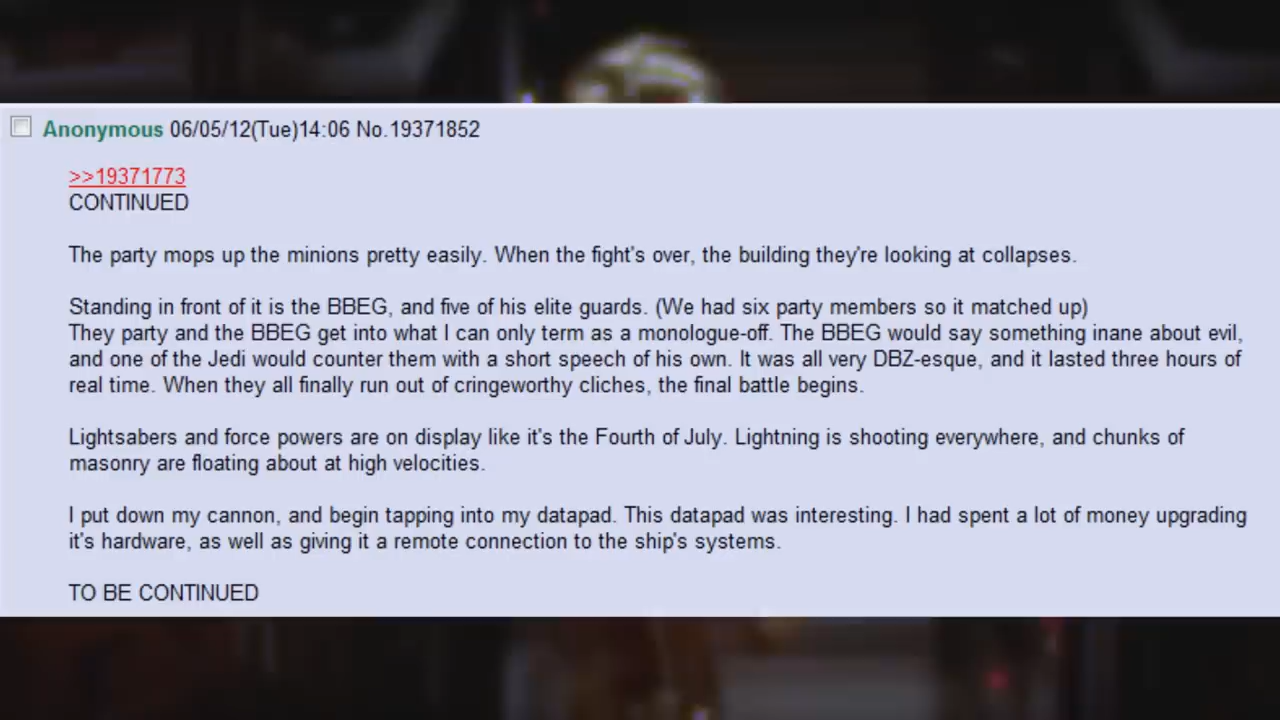 Anonymous 06/05/12(Tue)14:06 No.19371852
>>19371773
CONTINUED
The party mops up the minions pretty easily. When the fight's over, the building they're looking at collapses.
Standing in front of it is the BBEG, and five of his elite guards. (We had six party members so it matched up)
They party and the BBEG get into what I can only term as a monologue-off. The BBEG would say something inane about evil,
and one of the Jedi would counter them with a short speech of his own. It was all very DBZ-esque, and it lasted three hours of
real time. When they all finally run out of cringeworthy cliches, the final battle begins.
Lightsabers and force powers are on display like it's the Fourth of July. Lightning is shooting everywhere, and chunks of
masonry are floating about at high velocities.
I put down my cannon, and begin tapping into my datapad. This datapad was interesting. I had spent a lot of money upgrading
it's hardware, as well as giving it a remote connection to the ship's systems.
TO BE CONTINUED